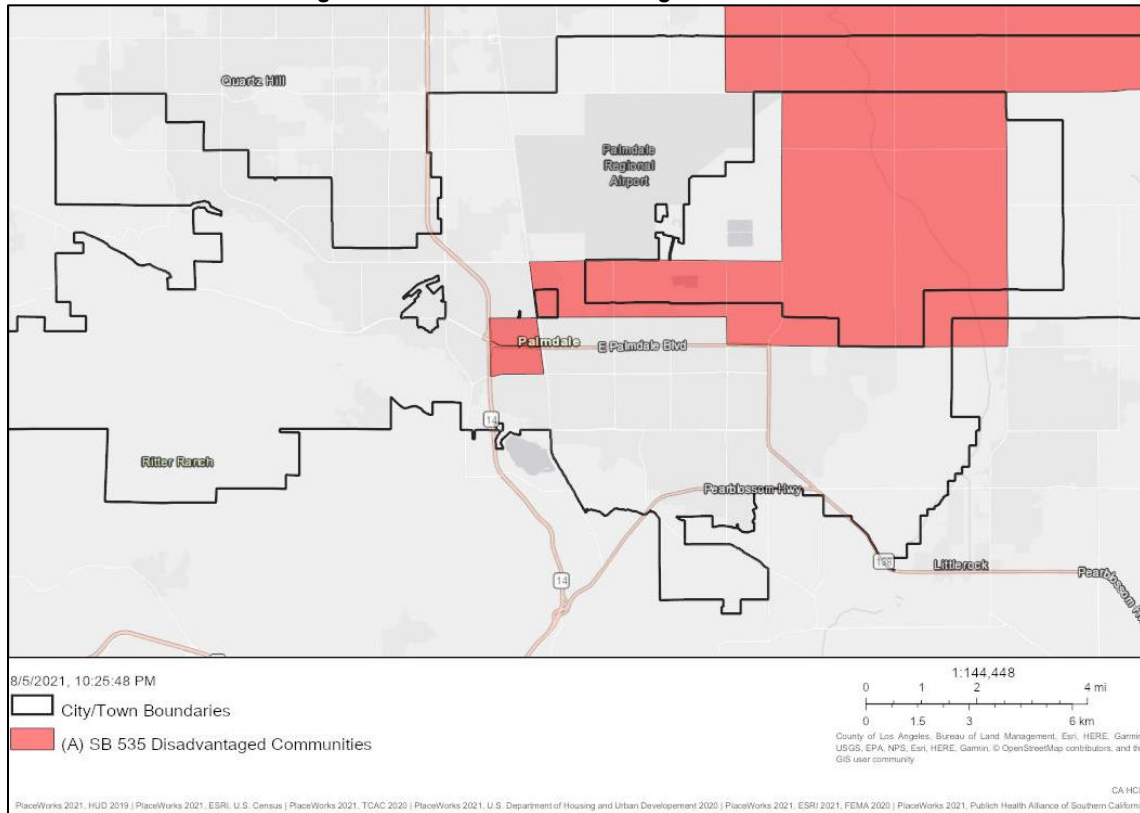 Quartz Hill
Palmdale
Regional
Airport
Palmdale
E Palmdale Blvd
14
Ritter Ranch
Pearblossom Hwy
138
Littlerock
14
Pearblossom H
8/5/2021, 10:25:48 PM
City/Town Boundaries
(A) SB 535 Disadvantaged Communities
1:144,448
0 1 2 4 mi
0 1.5 3 6 km
County of Los Angeles, Bureau of Land Management, Esri, HERE, Garmin,
USGS, EPA, NPS, Esri, HERE, Garmin, © OpenStreetMap contributors, and the
GIS user community
CA HC
PlaceWorks 2021, HUD 2019 | PlaceWorks 2021, ESRI, U.S. Census | PlaceWorks 2021, TCAC 2020 | PlaceWorks 2021, U.S. Department of Housing and Urban Developement 2020 | PlaceWorks 2021, ESRI 2021, FEMA 2020 | PlaceWorks 2021, Publich Health Alliance of Southern Californi